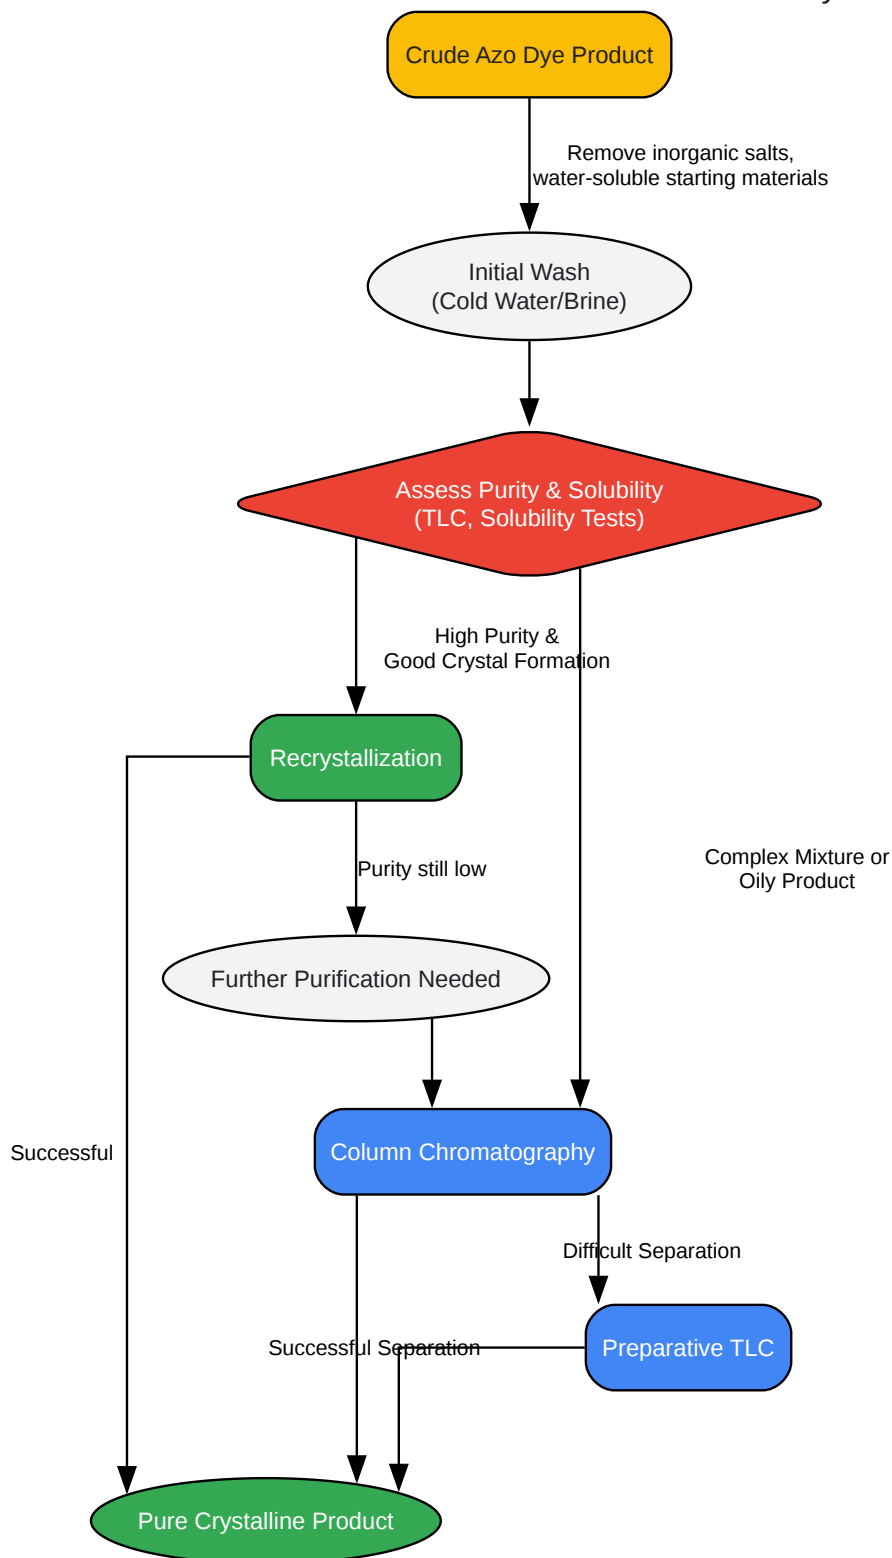 Crude Azo Dye Product
Remove inorganic salts,
water-soluble starting materials
Initial Wash
(Cold Water/Brine)
Assess Purity & Solubility
(TLC, Solubility Tests)
High Purity &
Good Crystal Formation
Recrystallization
Complex Mixture or
Oily Product
Purity still low
Further Purification Needed
Successful
Column Chromatography
Difficult Separation
Successful Separation
Preparative TLC
Pure Crystalline Product